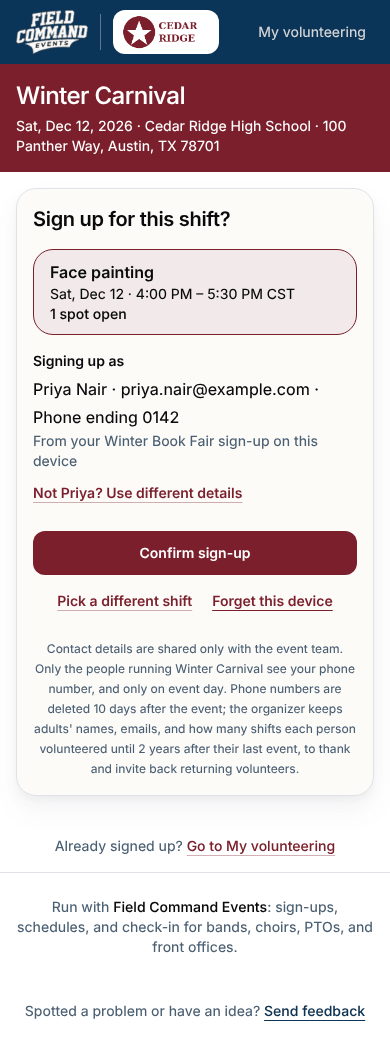 FIELD
COMMAND
EVENTS
CEDAR
RIDGE
My volunteering
Winter Carnival
Sat, Dec 12, 2026 · Cedar Ridge High School · 100
Panther Way, Austin, TX 78701
Sign up for this shift?
Face painting
Sat, Dec 12 · 4:00 PM – 5:30 PM CST
1 spot open
Signing up as
Priya Nair · priya.nair@example.com ·
Phone ending 0142
From your Winter Book Fair sign-up on this
device
Not Priya? Use different details
Confirm sign-up
Pick a different shift Forget this device
Contact details are shared only with the event team.
Only the people running Winter Carnival see your phone
number, and only on event day. Phone numbers are
deleted 10 days after the event; the organizer keeps
adults' names, emails, and how many shifts each person
volunteered until 2 years after their last event, to thank
and invite back returning volunteers.
Already signed up? Go to My volunteering
Run with Field Command Events: sign-ups,
schedules, and check-in for bands, choirs, PTOs, and
front offices.
Spotted a problem or have an idea? Send feedback